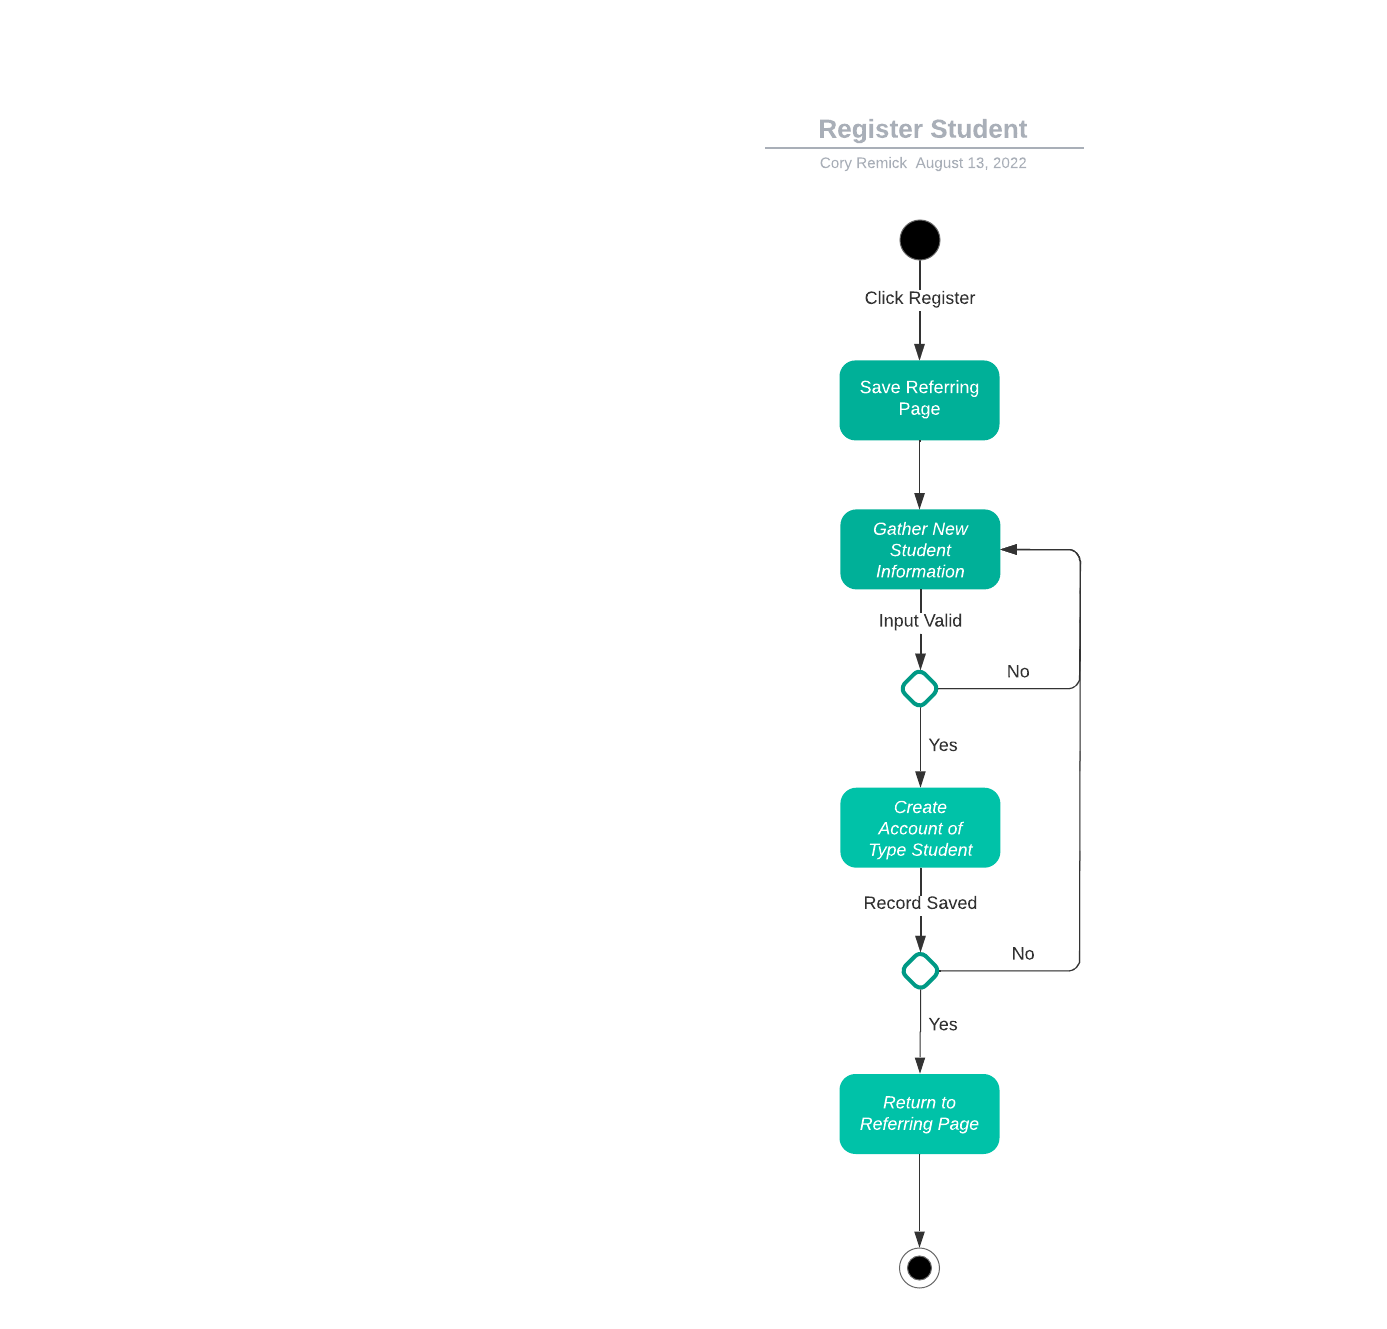 Register Student
Cory Remick August 13, 2022
Click Register
Save Referring
Page
Gather New
Student
Information
Input Valid
No
Yes
Create
Account of
Type Student
Record Saved
No
Yes
Return to
Referring Page